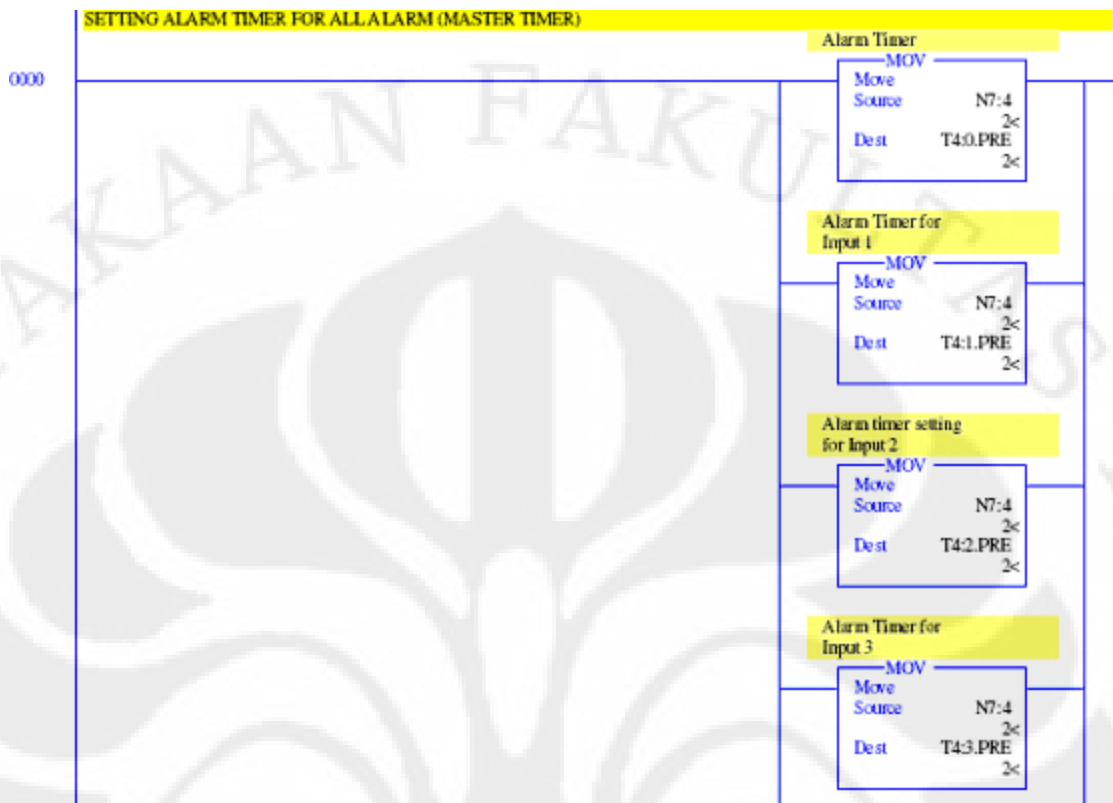 SETTING ALARM TIMER FOR ALL ALARM (MASTER TIMER)
Alarm Timer
0000
MOV
Move
Source N7:4
2<
Dest T4:0.PRE
2<
Alarm Timer for
Input 1
MOV
Move
Source N7:4
2<
Dest T4:1.PRE
2<
Alarm timer setting
for Input 2
MOV
Move
Source N7:4
2<
Dest T4:2.PRE
2<
Alarm Timer for
Input 3
MOV
Move
Source N7:4
2<
Dest T4:3.PRE
2<
AKAAN FAKULTAS